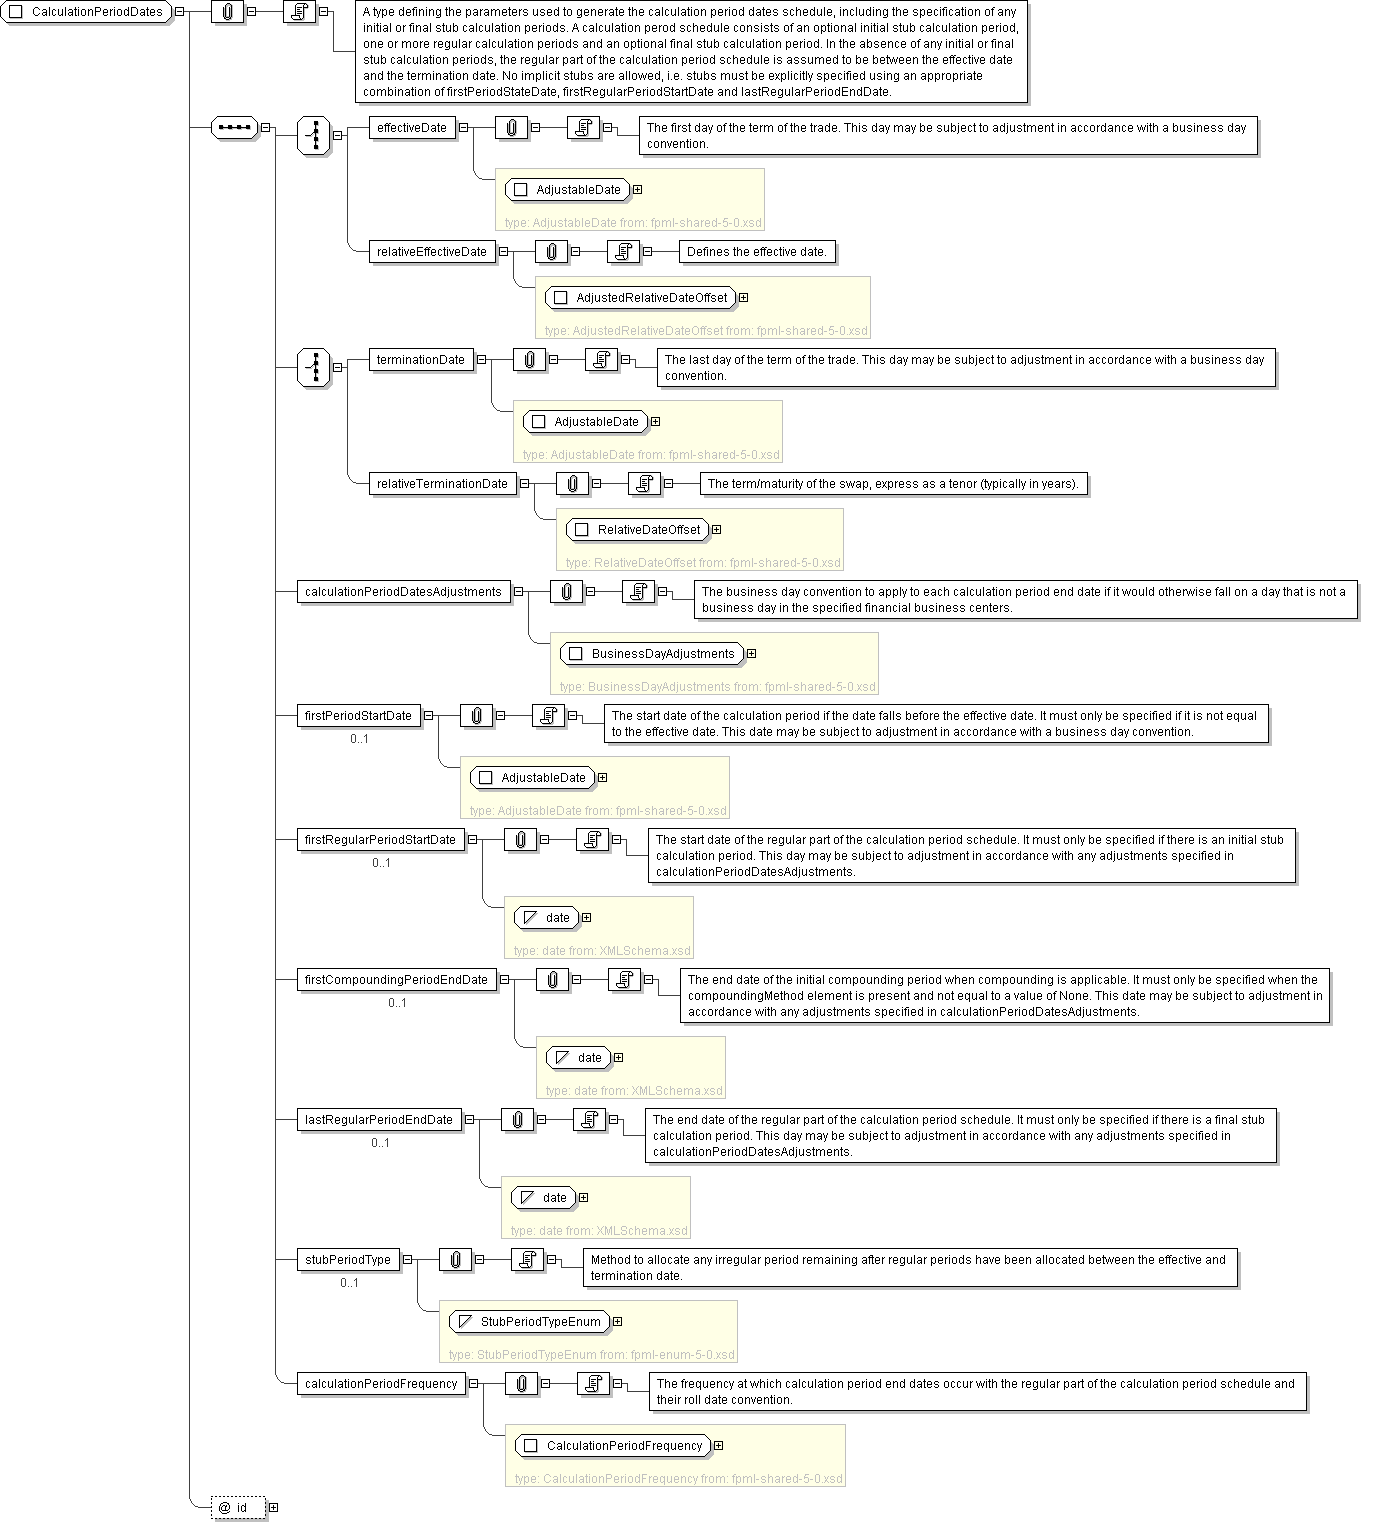 CalculationPeriodDates
A type defining the parameters used to generate the calculation period dates schedule, including the specification of any
initial or final stub calculation periods. A calculation perod schedule consists of an optional initial stub calculation period,
one or more regular calculation periods and an optional final stub calculation period. In the absence of any initial or final
stub calculation periods, the regular part of the calculation period schedule is assumed to be between the effective date
and the termination date. No implicit stubs are allowed, i.e. stubs must be explicitly specified using an appropriate
combination of firstPeriodStateDate, firstRegularPeriodStartDate and lastRegularPeriodEndDate.
effectiveDate
The first day of the term of the trade. This day may be subject to adjustment in accordance with a business day
convention.
AdjustableDate
type: AdjustableDate from: fpml-shared-5-0.xsd
relativeEffectiveDate
Defines the effective date.
AdjustedRelativeDateOffset
type: AdjustedRelativeDateOffset from: fpml-shared-5-0.xsd
terminationDate
The last day of the term of the trade. This day may be subject to adjustment in accordance with a business day
convention.
AdjustableDate
type: AdjustableDate from: fpml-shared-5-0.xsd
relativeTerminationDate
The term/maturity of the swap, express as a tenor (typically in years).
RelativeDateOffset
type: RelativeDateOffset from: fpml-shared-5-0.xsd
calculationPeriodDatesAdjustments
The business day convention to apply to each calculation period end date if it would otherwise fall on a day that is not a
business day in the specified financial business centers.
BusinessDayAdjustments
type: BusinessDayAdjustments from: fpml-shared-5-0.xsd
firstPeriodStartDate
The start date of the calculation period if the date falls before the effective date. It must only be specified if it is not equal
to the effective date. This date may be subject to adjustment in accordance with a business day convention.
0..1
AdjustableDate
type: AdjustableDate from: fpml-shared-5-0.xsd
firstRegularPeriodStartDate
The start date of the regular part of the calculation period schedule. It must only be specified if there is an initial stub
calculation period. This day may be subject to adjustment in accordance with any adjustments specified in
calculationPeriodDatesAdjustments.
0..1
date
type: date from: XMLSchema.xsd
firstCompoundingPeriodEndDate
The end date of the initial compounding period when compounding is applicable. It must only be specified when the
compoundingMethod element is present and not equal to a value of None. This date may be subject to adjustment in
accordance with any adjustments specified in calculationPeriodDatesAdjustments.
0..1
date
type: date from: XMLSchema.xsd
lastRegularPeriodEndDate
The end date of the regular part of the calculation period schedule. It must only be specified if there is a final stub
calculation period. This day may be subject to adjustment in accordance with any adjustments specified in
calculationPeriodDatesAdjustments.
0..1
date
type: date from: XMLSchema.xsd
stubPeriodType
Method to allocate any irregular period remaining after regular periods have been allocated between the effective and
termination date.
0..1
StubPeriodTypeEnum
type: StubPeriodTypeEnum from: fpml-enum-5-0.xsd
calculationPeriodFrequency
The frequency at which calculation period end dates occur with the regular part of the calculation period schedule and
their roll date convention.
CalculationPeriodFrequency
type: CalculationPeriodFrequency from: fpml-shared-5-0.xsd
@ id